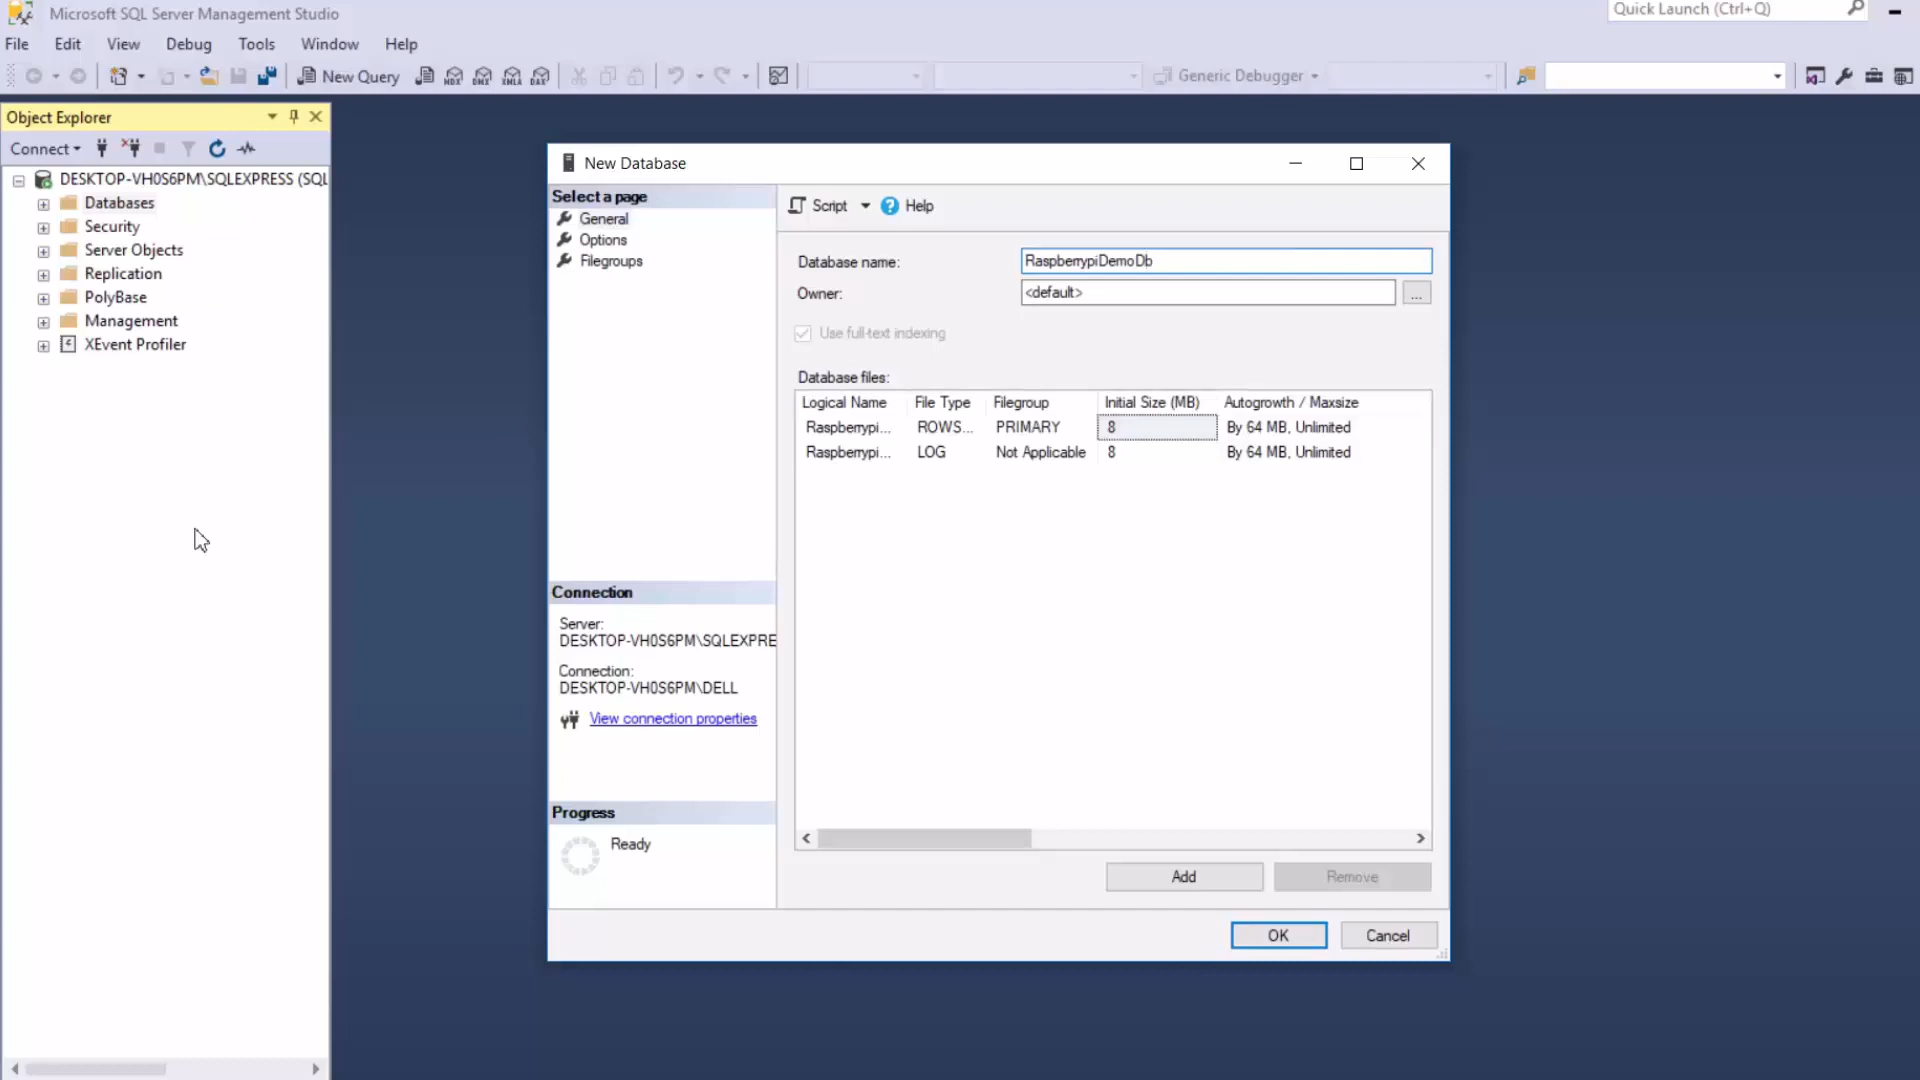 Microsoft SQL Server Management Studio
Quick Launch (Ctrl+Q)
File Edit View Debug Tools Window Help
New Query
MDX DMX XMLA DAX
Generic Debugger
Object Explorer
Connect
DESKTOP-VH0S6PM\SQLEXPRESS (SQL
Databases
Security
Server Objects
Replication
PolyBase
Management
XEvent Profiler
New Database
Select a page
General
Options
Filegroups
Script Help
Database name: RaspberrypiDemoDb
Owner: <default> ...
Use full-text indexing
Database files:
Logical Name File Type Filegroup Initial Size (MB) Autogrowth / Maxsize
Raspberrypi... ROWS... PRIMARY 8 By 64 MB, Unlimited
Raspberrypi... LOG Not Applicable 8 By 64 MB, Unlimited
Connection
Server:
DESKTOP-VH0S6PM\SQLEXPRE
Connection:
DESKTOP-VH0S6PM\DELL
View connection properties
Progress
Ready
Add Remove
OK Cancel